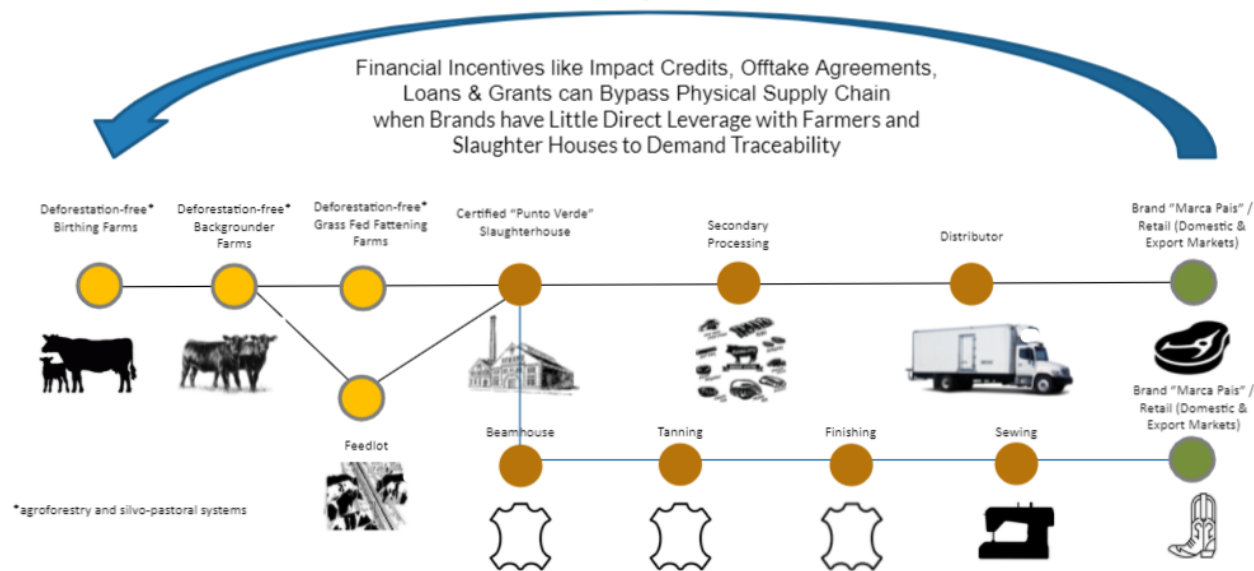 Financial Incentives like Impact Credits, Offtake Agreements,
Loans & Grants can Bypass Physical Supply Chain
when Brands have Little Direct Leverage with Farmers and
Slaughter Houses to Demand Traceability
Deforestation-free*
Birthing Farms
Deforestation-free*
Backgrounder
Farms
Deforestation-free*
Grass Fed Fattening
Farms
Certified “Punto Verde”
Slaughterhouse
Secondary
Processing
Distributor
Brand “Marca Pais” /
Retail (Domestic &
Export Markets)
Feedlot
Beamhouse
Tanning
Finishing
Sewing
Brand “Marca Pais” /
Retail (Domestic &
Export Markets)
*agroforestry and silvo-pastoral systems